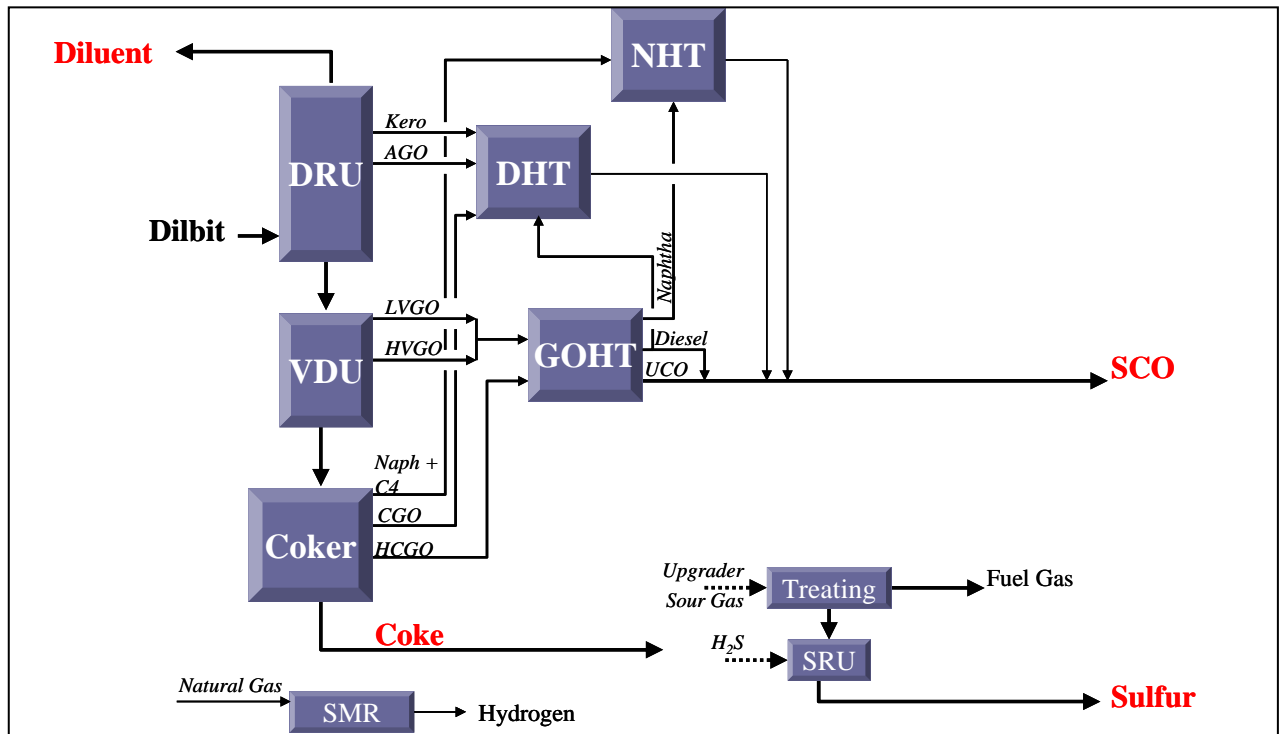 Diluent
NHT
Kero
DRU
AGO
DHT
Dilbit
Naphtha
LVGO
VDU
HVGO
GOHT
Diesel
UCO
SCO
Naph +
C4
CGO
Coker
HCGO
Upgrader
Sour Gas
Treating
Fuel Gas
Coke
H₂S
SRU
Natural Gas
SMR
Hydrogen
Sulfur